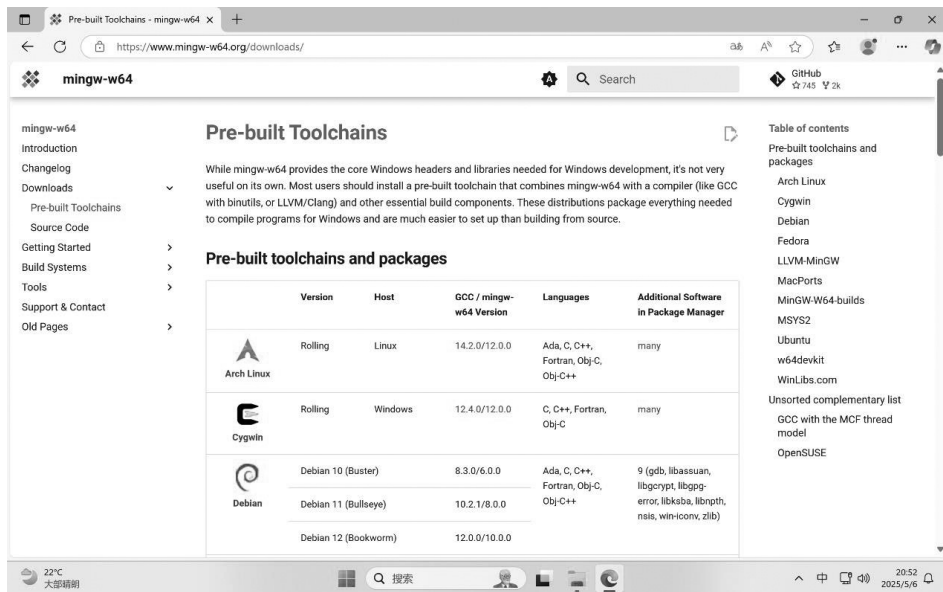 Pre-built Toolchains - mingw-w64
https://www.mingw-w64.org/downloads/
mingw-w64
Search
GitHub
745 2k
mingw-w64
Introduction
Changelog
Downloads
Pre-built Toolchains
Source Code
Getting Started
Build Systems
Tools
Support & Contact
Old Pages
Pre-built Toolchains
While mingw-w64 provides the core Windows headers and libraries needed for Windows development, it's not very
useful on its own. Most users should install a pre-built toolchain that combines mingw-w64 with a compiler (like GCC
with binutils, or LLVM/Clang) and other essential build components. These distributions package everything needed
to compile programs for Windows and are much easier to set up than building from source.
Pre-built toolchains and packages
Version Host GCC / mingw- Languages Additional Software
w64 Version in Package Manager
Rolling Linux 14.2.0/12.0.0 Ada, C, C++, many
Fortran, Obj-C,
Arch Linux Obj-C++
Rolling Windows 12.4.0/12.0.0 C, C++, Fortran, many
Obj-C
Cygwin
Debian 10 (Buster) 8.3.0/6.0.0 Ada, C, C++, 9 (gdb, libassuan,
Fortran, Obj-C, libgcrypt, libgpg-
Debian Debian 11 (Bullseye) 10.2.1/8.0.0 Obj-C++ error, libksba, libnpth,
nsis, win-iconv, zlib)
Debian 12 (Bookworm) 12.0.0/10.0.0
Table of contents
Pre-built toolchains and
packages
Arch Linux
Cygwin
Debian
Fedora
LLVM-MinGW
MacPorts
MinGW-W64-builds
MSYS2
Ubuntu
w64devkit
WinLibs.com
Unsorted complementary list
GCC with the MCF thread
model
OpenSUSE
22°C
大部晴朗
搜索
中
20:52
2025/5/6